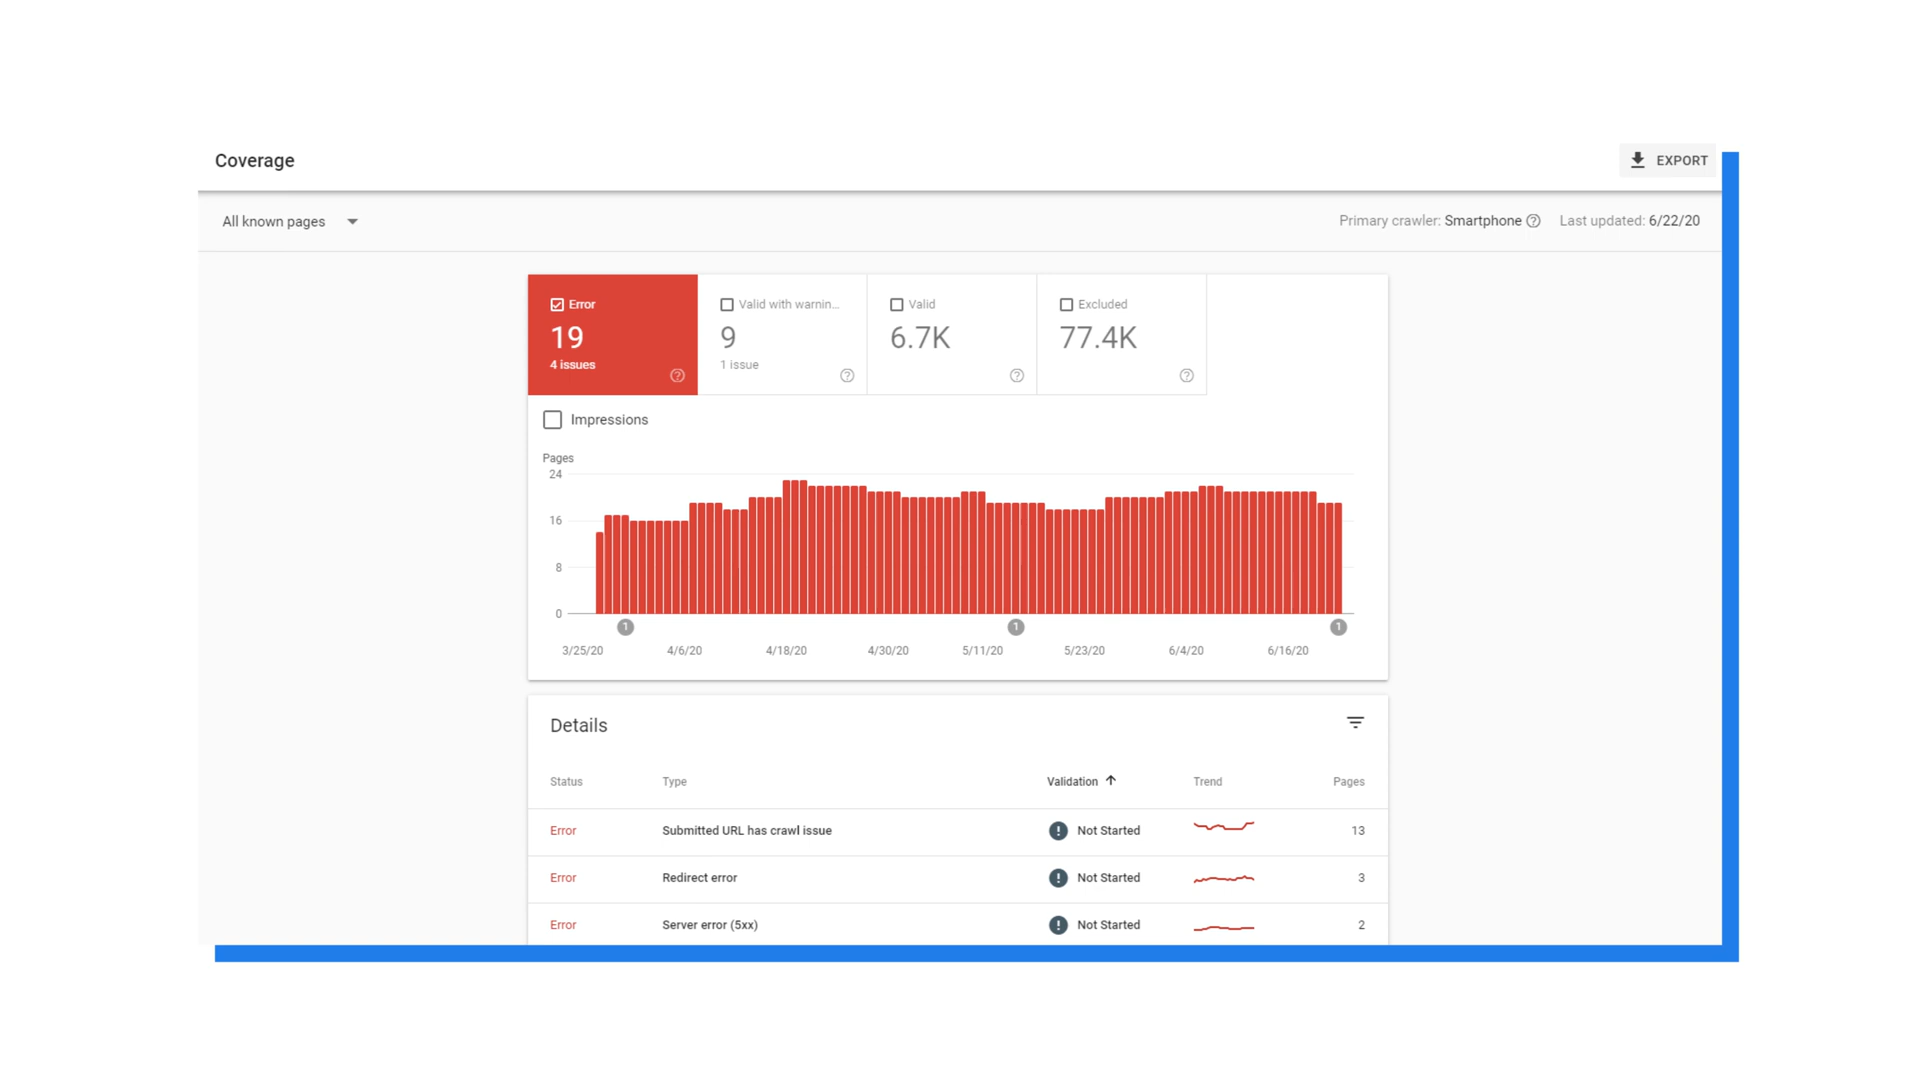 Coverage
EXPORT
All known pages
Primary crawler: Smartphone Last updated: 6/22/20
Error
19
4 issues
Valid with warnin...
9
1 issue
Valid
6.7K
Excluded
77.4K
Impressions
Pages
24
16
8
0
1 1 1
3/25/20 4/6/20 4/18/20 4/30/20 5/11/20 5/23/20 6/4/20 6/16/20
Details
Status Type Validation Trend Pages
Error Submitted URL has crawl issue Not Started 13
Error Redirect error Not Started 3
Error Server error (5xx) Not Started 2